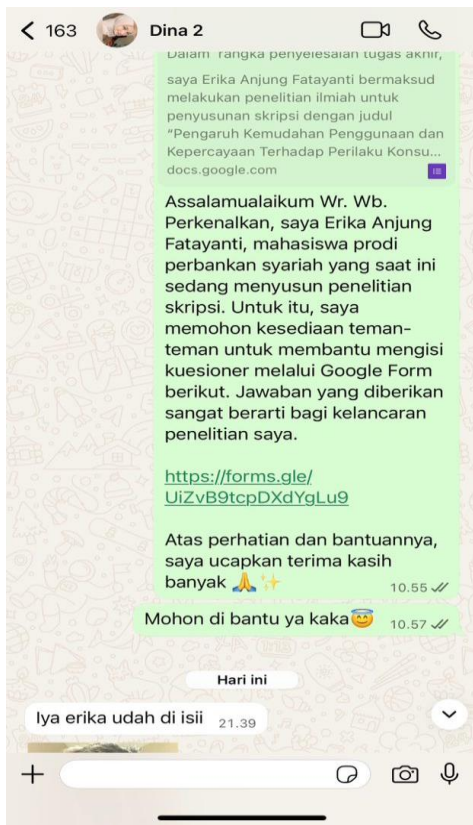 163
Dina 2
Dalam rangka penyelesaian tugas akhir,
saya Erika Anjung Fatayanti bermaksud
melakukan penelitian ilmiah untuk
penyusunan skripsi dengan judul
“Pengaruh Kemudahan Penggunaan dan
Kepercayaan Terhadap Perilaku Konsu...
docs.google.com
Assalamualaikum Wr. Wb.
Perkenalkan, saya Erika Anjung
Fatayanti, mahasiswa prodi
perbankan syariah yang saat ini
sedang menyusun penelitian
skripsi. Untuk itu, saya
memohon kesediaan teman-
teman untuk membantu mengisi
kuesioner melalui Google Form
berikut. Jawaban yang diberikan
sangat berarti bagi kelancaran
penelitian saya.
https://forms.gle/
UiZvB9tcpDXdYgLu9
Atas perhatian dan bantuannya,
saya ucapkan terima kasih
banyak 🙏✨
10.55
Mohon di bantu ya kaka😇 10.57
Hari ini
Iya erika udah di isii 21.39